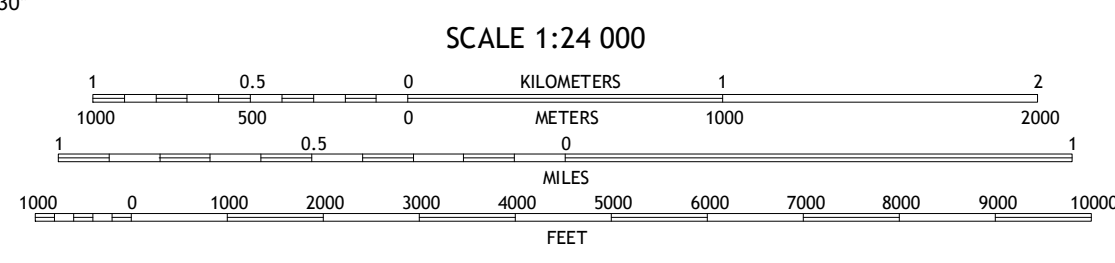 30
SCALE 1:24 000
1 0.5 0 KILOMETERS 1 2
1000 500 0 METERS 1000 2000
1 0.5 0 1
MILES
1000 0 1000 2000 3000 4000 5000 6000 7000 8000 9000 10000
FEET